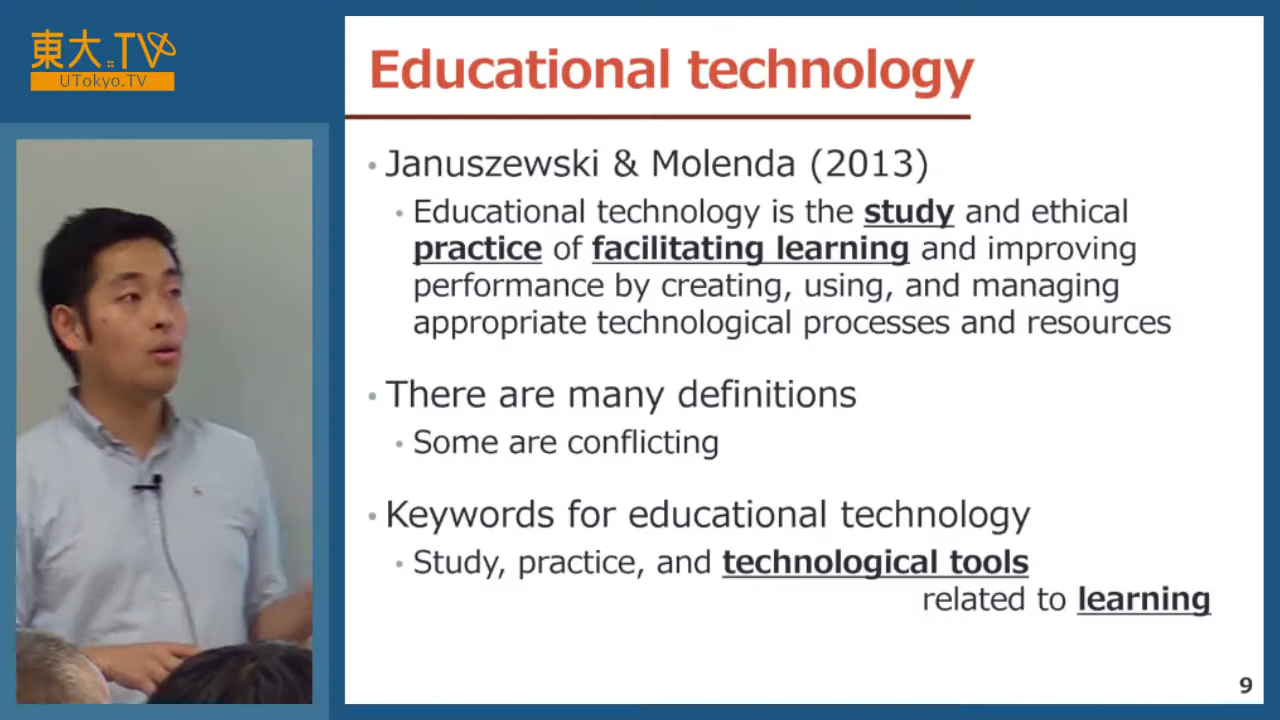 東大.TV
UTokyo.TV
Educational technology
• Januszewski & Molenda (2013)
• Educational technology is the study and ethical
practice of facilitating learning and improving
performance by creating, using, and managing
appropriate technological processes and resources
• There are many definitions
• Some are conflicting
• Keywords for educational technology
• Study, practice, and technological tools
related to learning
9